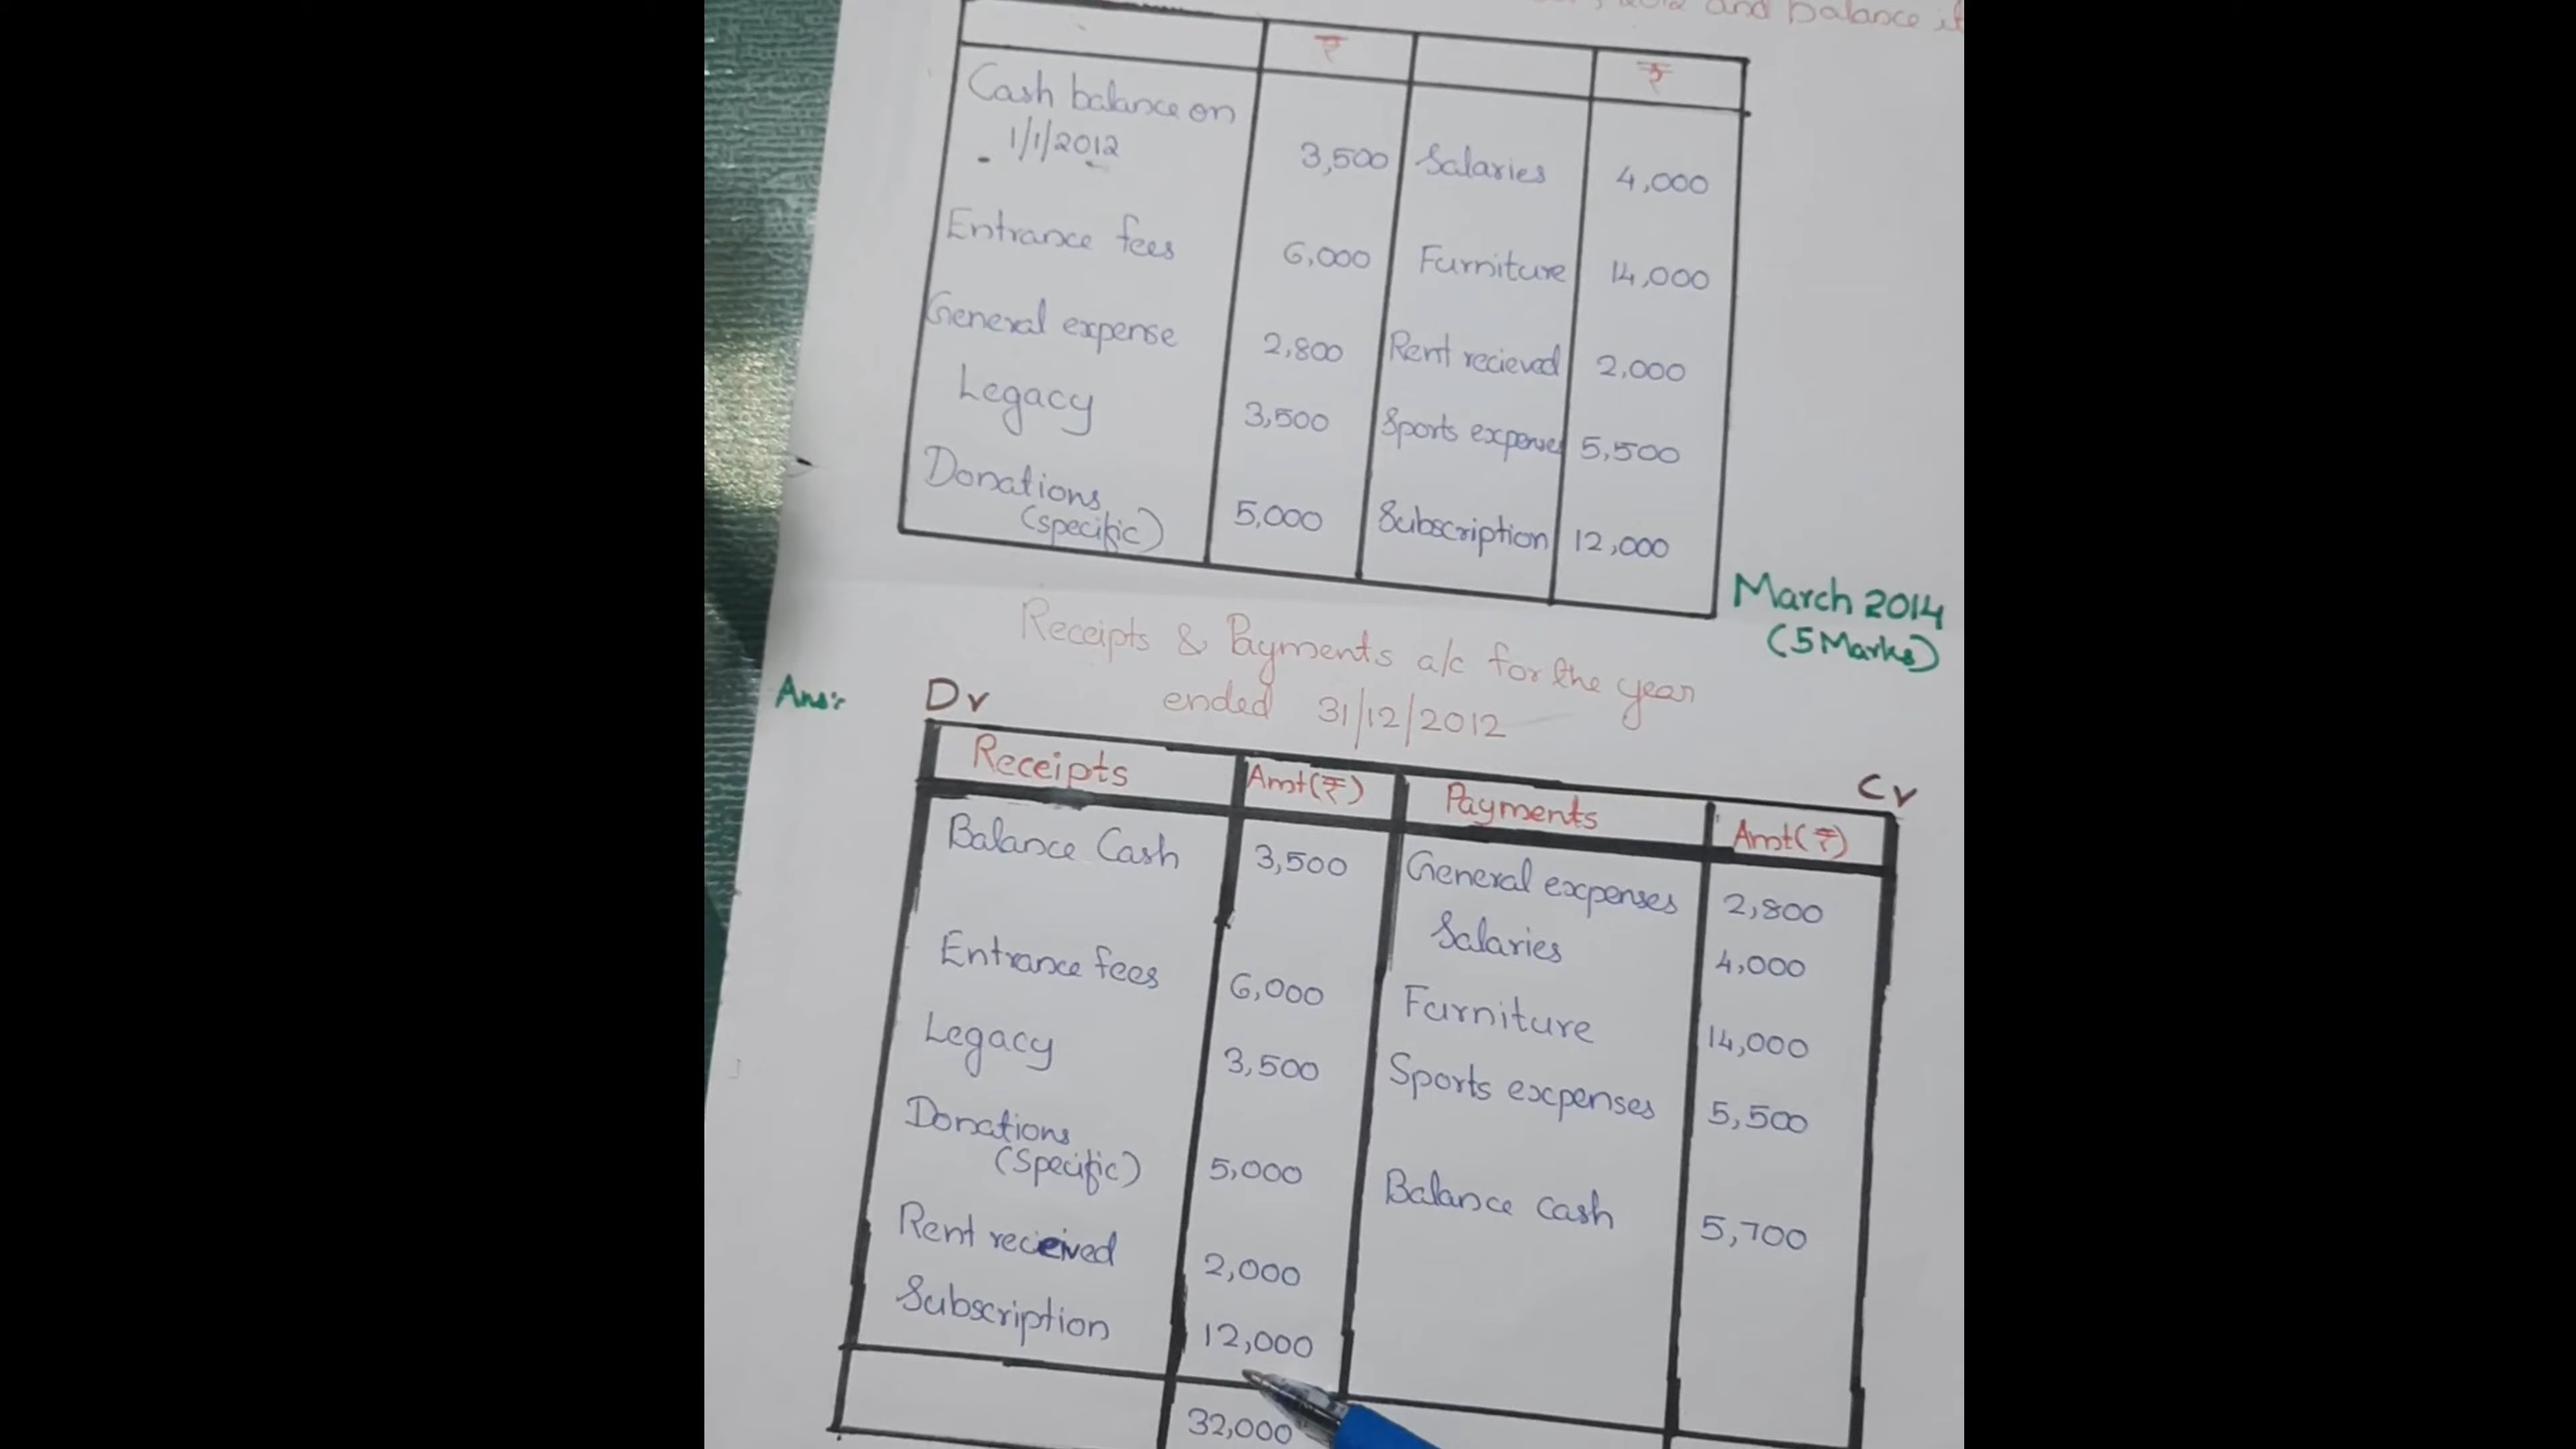 2012 and balance it
₹ ₹
Cash balance on
1/1/2012 3,500 Salaries 4,000
Entrance fees 6,000 Furniture 14,000
General expense 2,800 Rent recieved 2,000
Legacy 3,500 Sports expenses 5,500
Donations
(specific) 5,000 Subscription 12,000
March 2014
(5 Marks)
Receipts & Payments a/c for the year
ended 31/12/2012
Ans:
Dr
Cr
Receipts Amt(₹) Payments Amt(₹)
Balance Cash 3,500 General expenses 2,800
Salaries 4,000
Entrance fees 6,000 Furniture 14,000
Legacy 3,500 Sports expenses 5,500
Donations
(Specific) 5,000 Balance cash 5,700
Rent received 2,000
Subscription 12,000
32,000